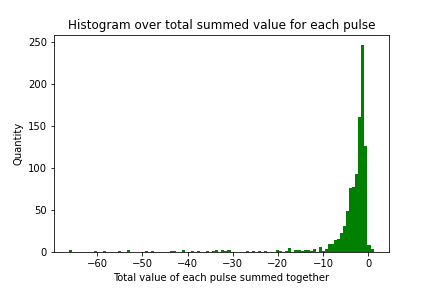 Histogram over total summed value for each pulse
250
200
150
100
50
0
Quantity
−60 −50 −40 −30 −20 −10 0
Total value of each pulse summed together